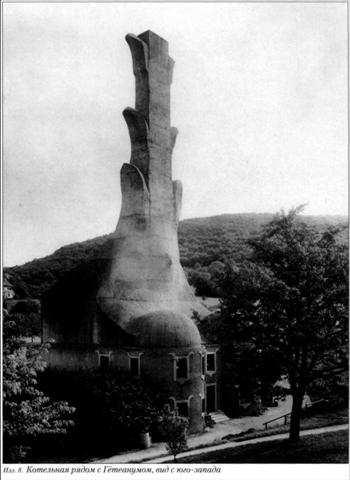 Илл. 8. Котельная рядом с Гётеанумом, вид с юго-запада